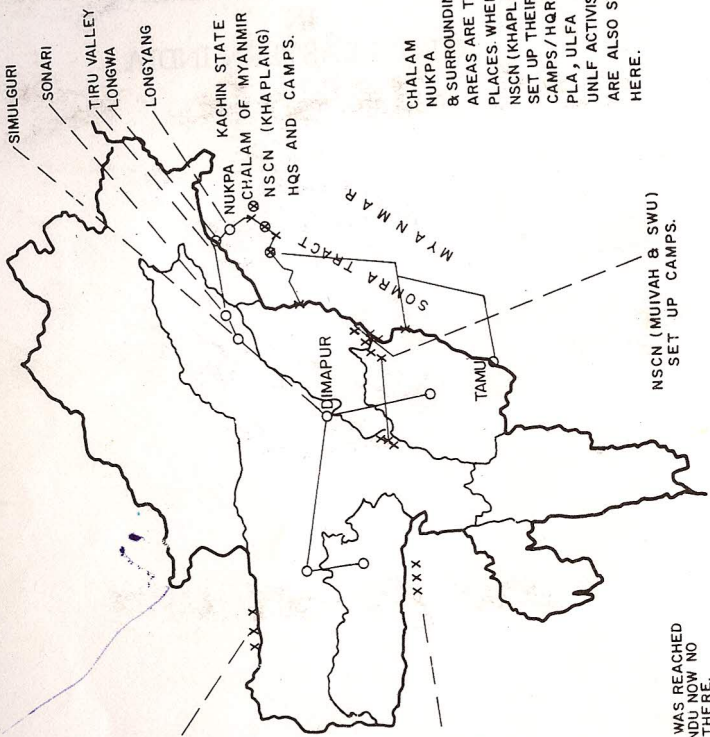 SIMULGURI
SONARI
TIRU VALLEY
LONGWA
LONGYANG
NUKPA KACHIN STATE
CHALAM OF MYANMIR
NSCN (KHAPLANG)
HQS AND CAMPS.
CHALAM
NUKPA
& SURROUNDIN
AREAS ARE T
PLACES. WHER
NSCN (KHAPL
SET UP THEIR
CAMPS/HQR
PLA, ULFA
UNLF ACTIVIS
ARE ALSO S
HERE.
MYANMAR
SOMRA TRACT
DIMAPUR
TAMU
NSCN (MUIVAH & SWU)
SET UP CAMPS.
WAS REACHED
NDU NOW NO
THERE.